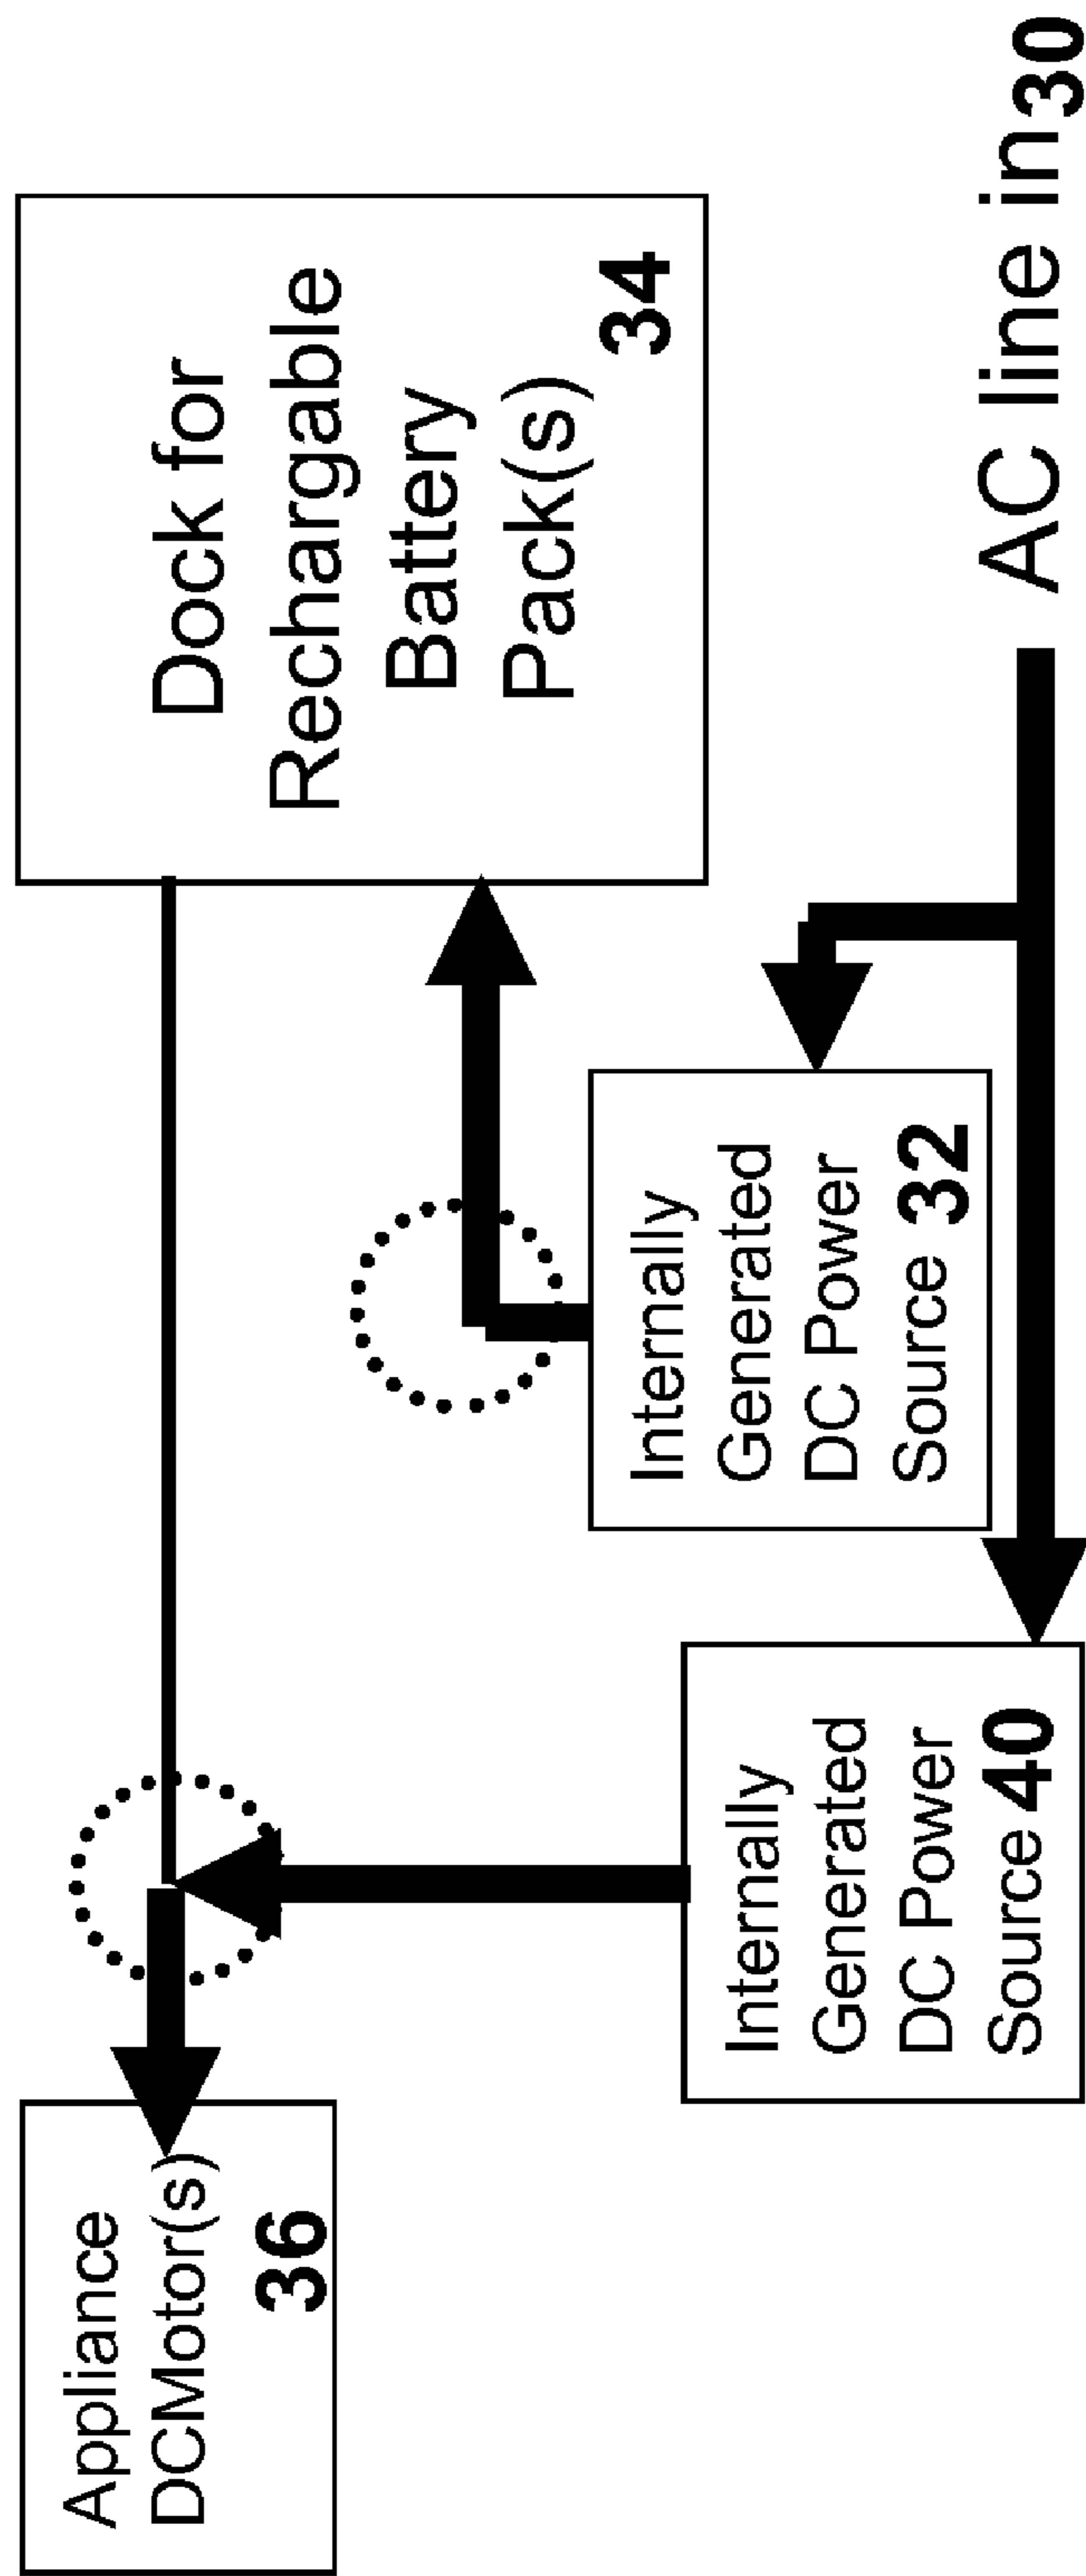 Appliance
DCMotor(s)
36
Dock for
Rechargable
Battery
Pack(s)
34
Internally
Generated
DC Power
Source 32
Internally
Generated
DC Power
Source 40
AC line in 30